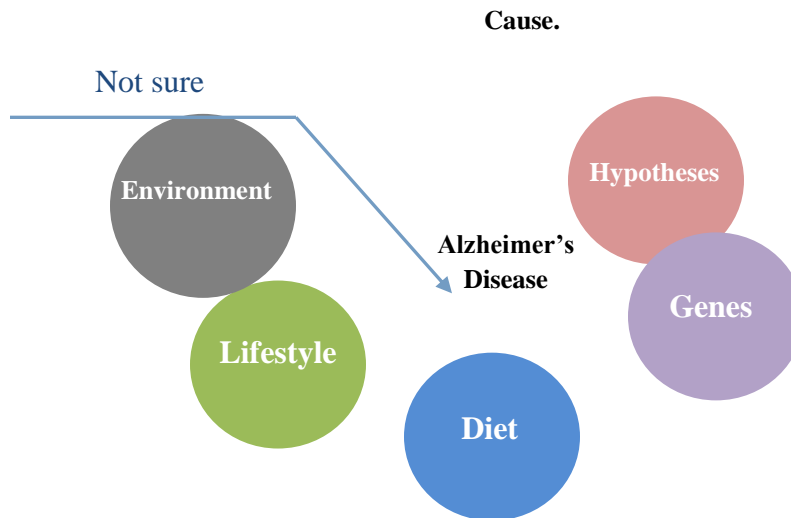 Cause.
Not sure
Environment
Hypotheses
Alzheimer’s
Disease
Genes
Lifestyle
Diet